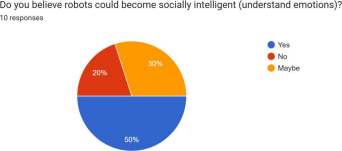 Do you believe robots could become socially intelligent (understand emotions)?
10 responses
Yes
No
Maybe
30%
20%
50%